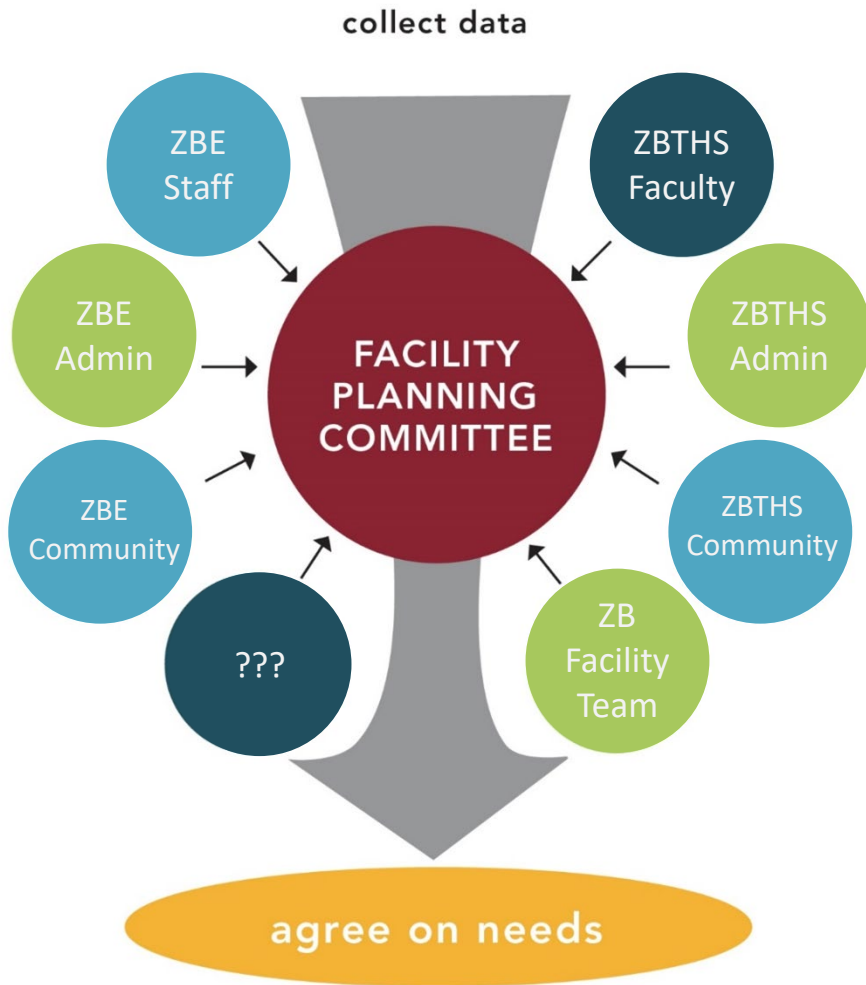 collect data
ZBE
Staff
ZBTHS
Faculty
ZBE
Admin
ZBTHS
Admin
FACILITY
PLANNING
COMMITTEE
ZBE
Community
ZBTHS
Community
???
ZB
Facility
Team
agree on needs